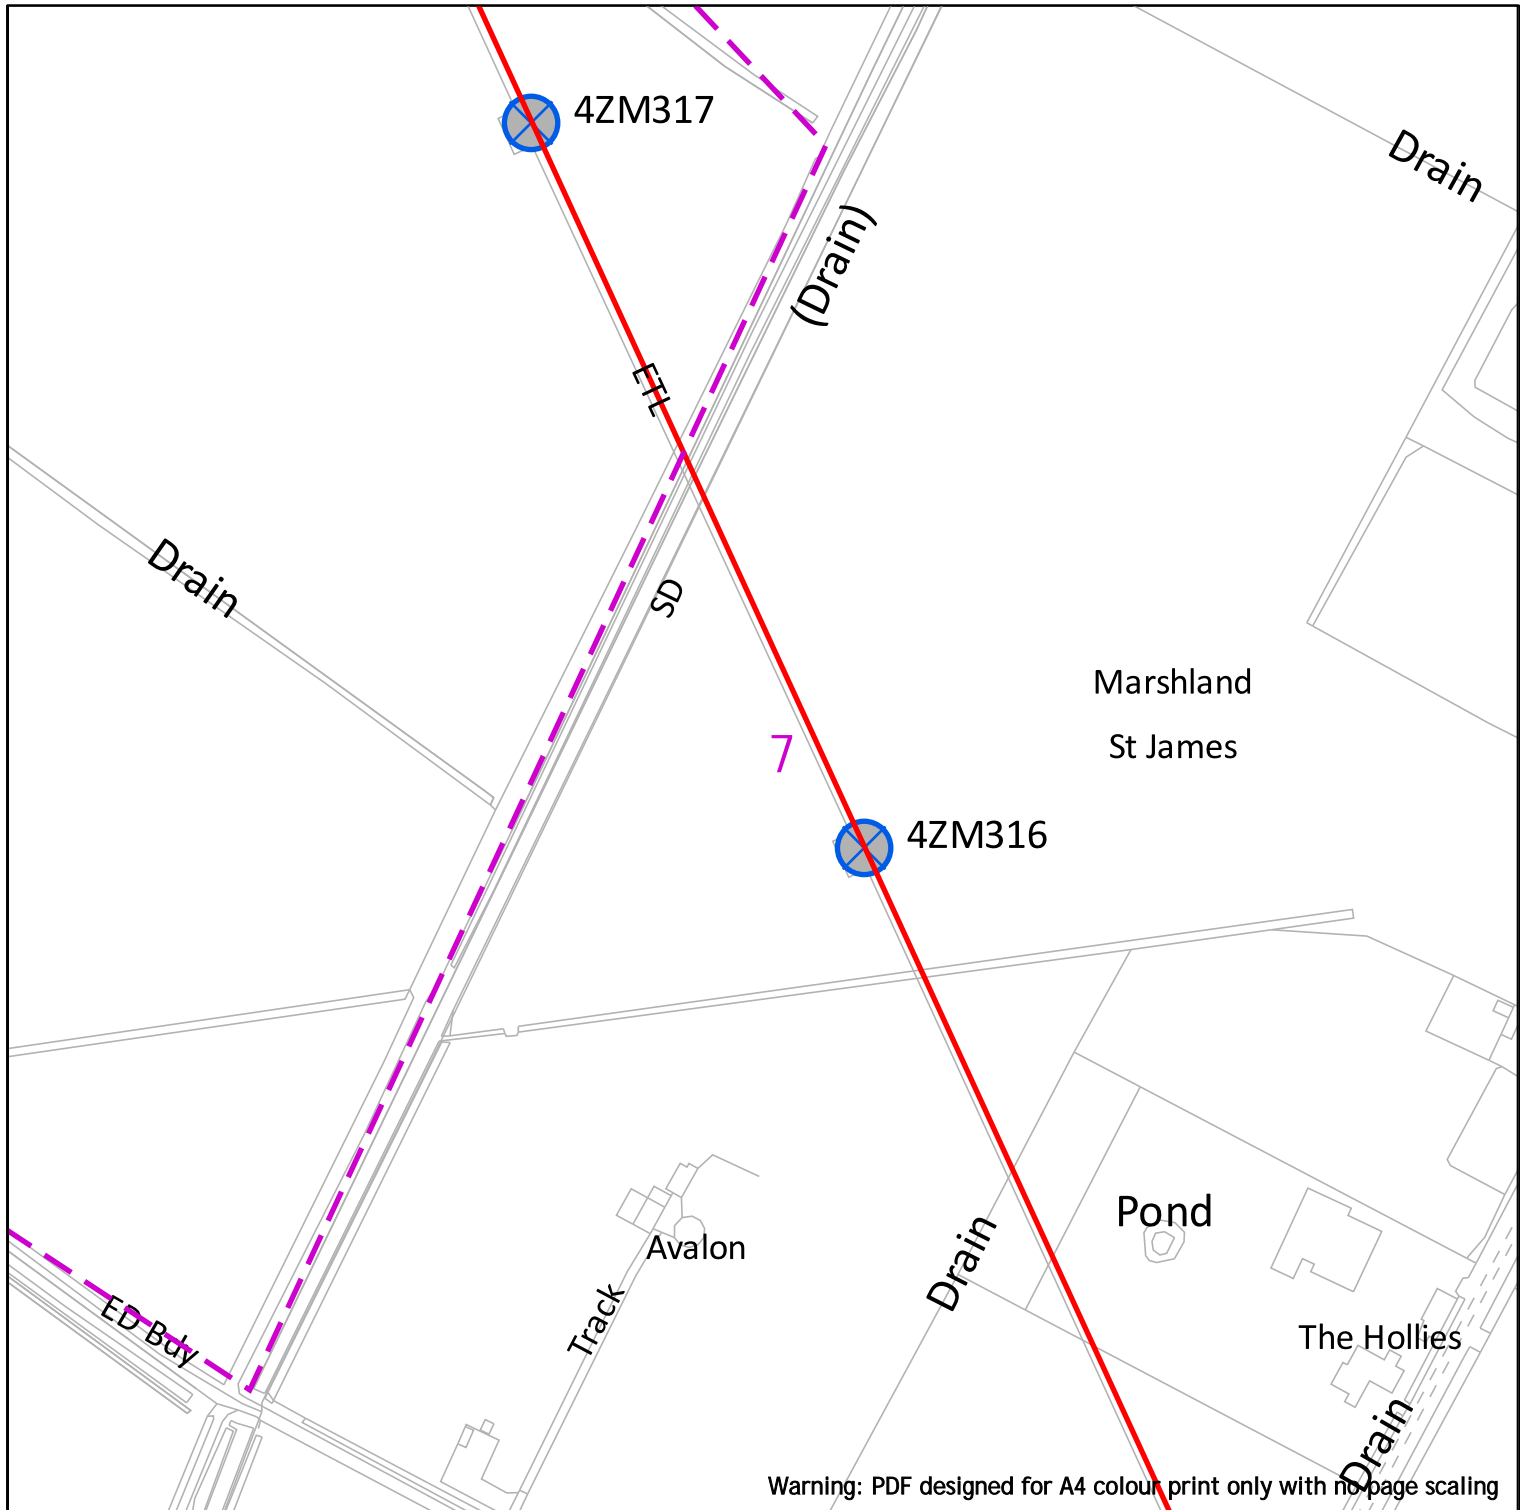 4ZM317
Drain
(Drain)
ETL
Drain
SD
Marshland
St James
7
4ZM316
Pond
Avalon
Drain
Track
ED Bdy
The Hollies
Drain
Warning: PDF designed for A4 colour print only with no page scaling